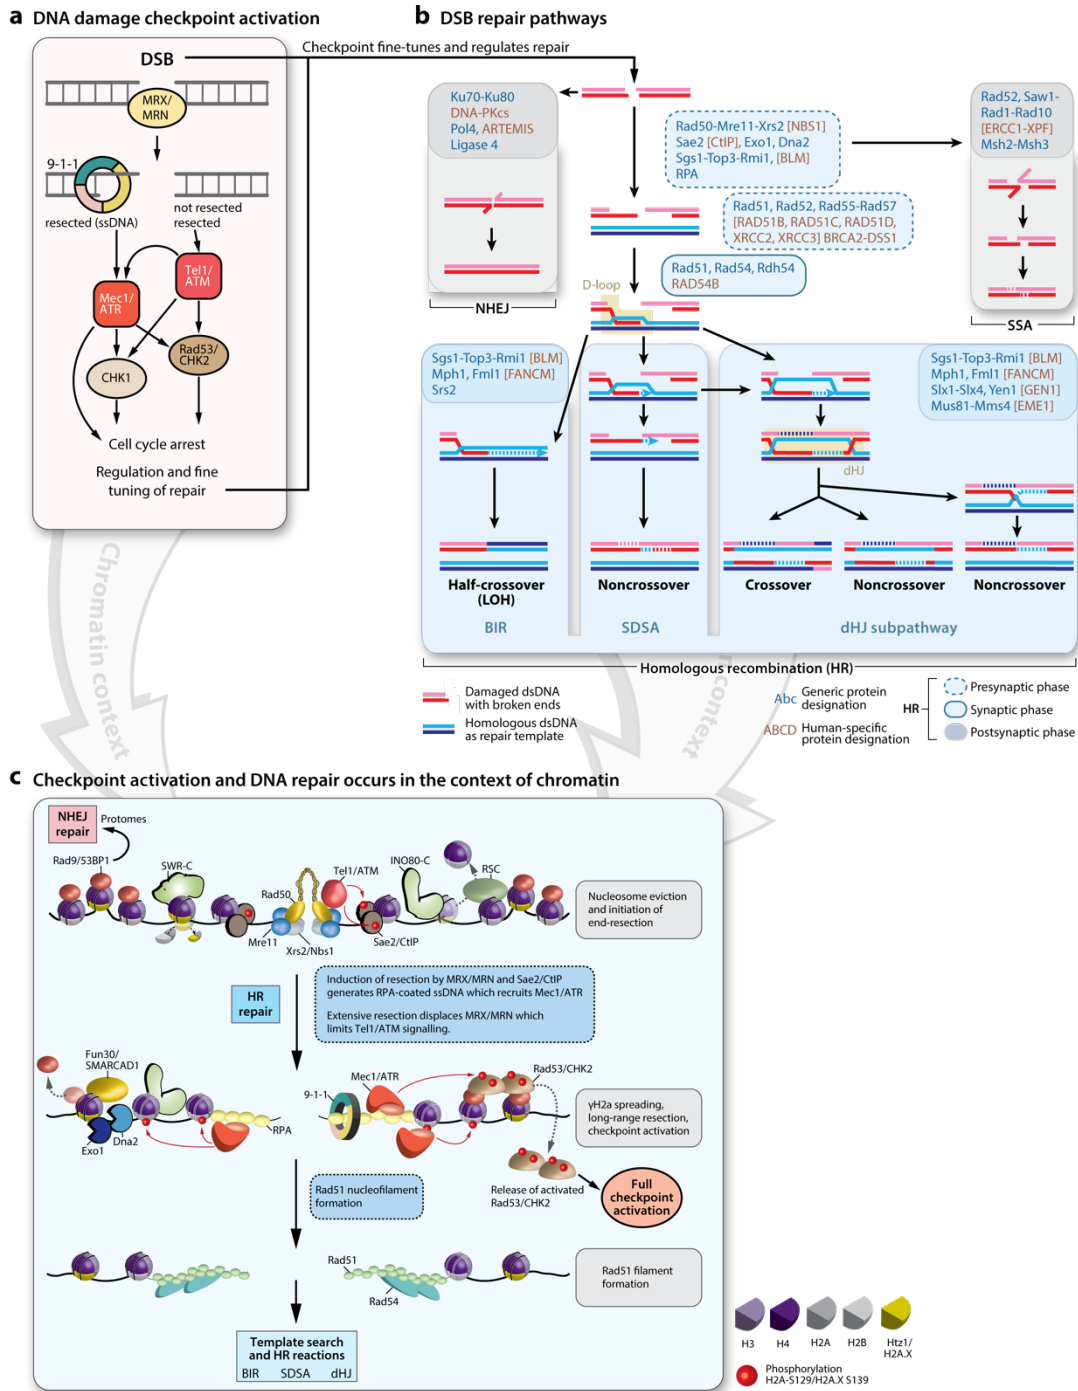 a DNA damage checkpoint activation
DSB
MRX/
MRN
9-1-1
resected (ssDNA)
not resected
resected
Tel1/
ATM
Mec1/
ATR
Rad53/
CHK2
CHK1
Cell cycle arrest
Regulation and fine
tuning of repair
Checkpoint fine-tunes and regulates repair
b DSB repair pathways
Ku70-Ku80
DNA-PKcs
Pol4, ARTEMIS
Ligase 4
NHEJ
Rad50-Mre11-Xrs2 [NBS1]
Sae2 [CtIP], Exo1, Dna2
Sgs1-Top3-Rmi1, [BLM]
RPA
Rad52, Saw1-
Rad1-Rad10
[ERCC1-XPF]
Msh2-Msh3
SSA
Rad51, Rad52, Rad55-Rad57
[RAD51B, RAD51C, RAD51D,
XRCC2, XRCC3] BRCA2-DSS1
Rad51, Rad54, Rdh54
RAD54B
D-loop
Sgs1-Top3-Rmi1 [BLM]
Mph1, Fml1 [FANCM]
Srs2
Sgs1-Top3-Rmi1 [BLM]
Mph1, Fml1 [FANCM]
Slx1-Slx4, Yen1 [GEN1]
Mus81-Mms4 [EME1]
dHJ
Half-crossover
(LOH)
Noncrossover
Crossover
Noncrossover
Noncrossover
BIR
SDSA
dHJ subpathway
Homologous recombination (HR)
Damaged dsDNA
with broken ends
Homologous dsDNA
as repair template
Abc Generic protein
designation
ABCD Human-specific
protein designation
HR
Presynaptic phase
Synaptic phase
Postsynaptic phase
Chromatin context
context
c Checkpoint activation and DNA repair occurs in the context of chromatin
NHEJ
repair
Protomes
Rad9/53BP1
SWR-C
Rad50
Tel1/ATM
INO80-C
RSC
Mre11
Xrs2/Nbs1
Sae2/CtIP
Nucleosome eviction
and initiation of
end-resection
HR
repair
Induction of resection by MRX/MRN and Sae2/CtIP
generates RPA-coated ssDNA which recruits Mec1/ATR
Extensive resection displaces MRX/MRN which
limits Tel1/ATM signalling.
Fun30/
SMARCAD1
Exo1
Dna2
RPA
9-1-1
Mec1/ATR
Rad53/CHK2
γH2a spreading,
long-range resection,
checkpoint activation
Release of activated
Rad53/CHK2
Full
checkpoint
activation
Rad51 nucleofilament
formation
Rad51
Rad54
Rad51 filament
formation
Template search
and HR reactions
BIR SDSA dHJ
H3 H4 H2A H2B Htz1/
H2A.X
Phosphorylation
H2A-S129/H2A.X S139